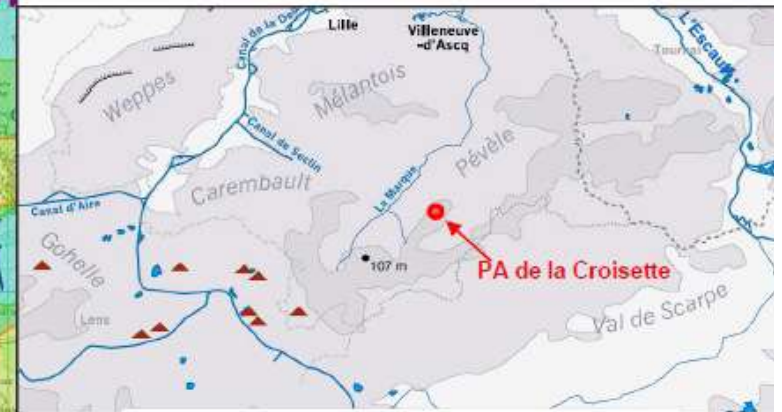 Lille
Villeneuve
-d'Ascq
L'Escaut
Tournai
Canal de la Deûle
Weppes
Mélantois
Canal de Seclin
Pévèle
Carembault
La Marque
Canal d'Aire
Gohelle
107 m
PA de la Croisette
Val de Scarpe
Lens